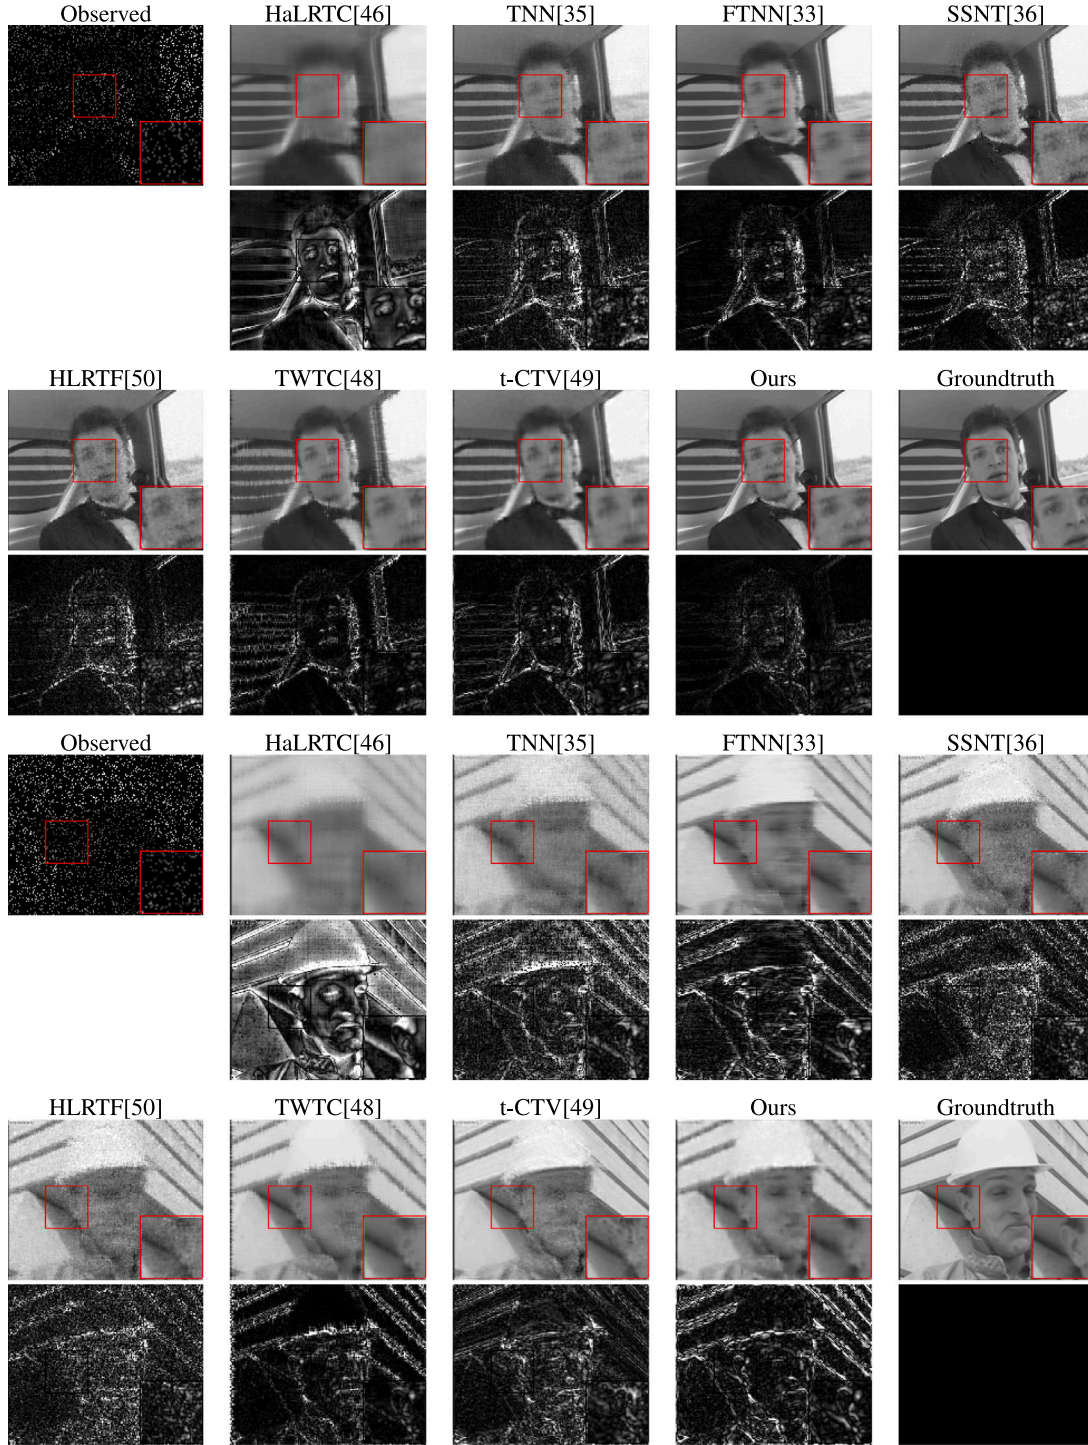 Observed HaLRTC[46] TNN[35] FTNN[33] SSNT[36]
HLRTF[50] TWTC[48] t-CTV[49] Ours Groundtruth
Observed HaLRTC[46] TNN[35] FTNN[33] SSNT[36]
HLRTF[50] TWTC[48] t-CTV[49] Ours Groundtruth